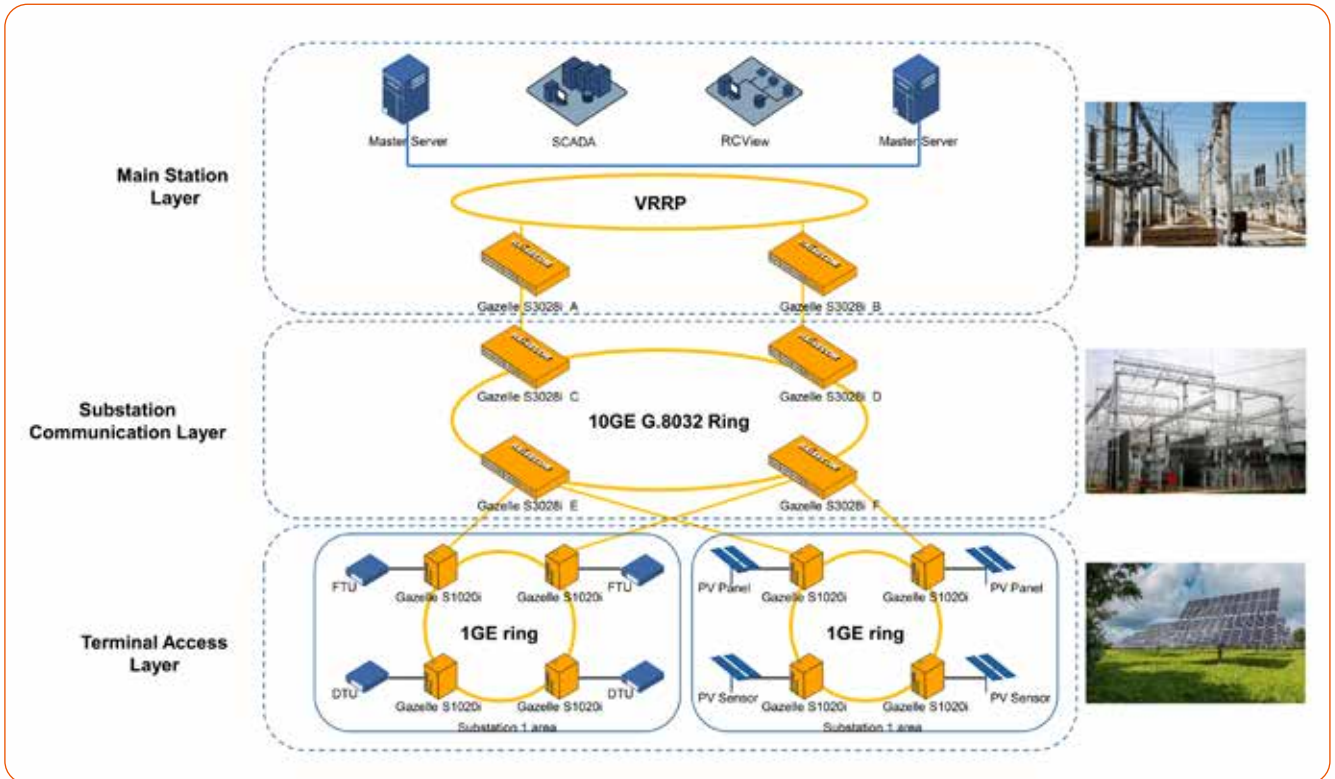 Master Server
SCADA
RCView
Master Server
Main Station
Layer
VRRP
Gazelle S3028i A
Gazelle S3028i B
Gazelle S3028i C
Gazelle S3028i D
Substation
Communication Layer
10GE G.8032 Ring
Gazelle S3028i E
Gazelle S3028i F
FTU
Gazelle S1020i
Gazelle S1020i
FTU
PV Panel
Gazelle S1020i
Gazelle S1020i
PV Panel
1GE ring
1GE ring
Terminal Access
Layer
DTU
Gazelle S1020i
Gazelle S1020i
DTU
PV Sensor
Gazelle S1020i
Gazelle S1020i
PV Sensor
Substation 1 area
Substation 1 area